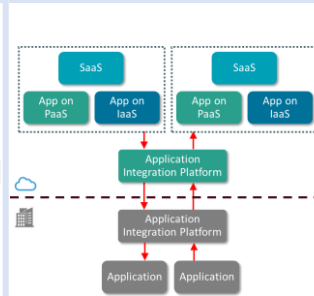 SaaS
SaaS
App on
PaaS
App on
IaaS
App on
PaaS
App on
IaaS
Application
Integration Platform
Application
Integration Platform
Application
Application